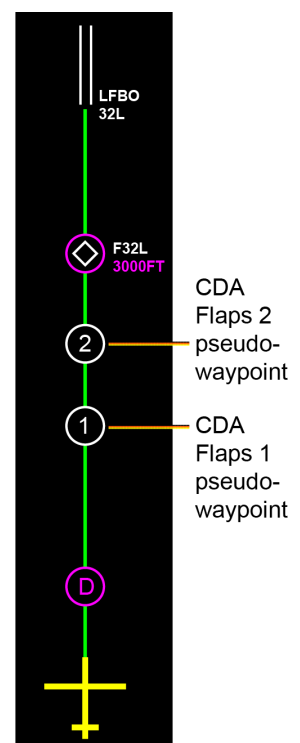 LFBO
32L
F32L
3000FT
2
CDA
Flaps 2
pseudo-
waypoint
1
CDA
Flaps 1
pseudo-
waypoint
D